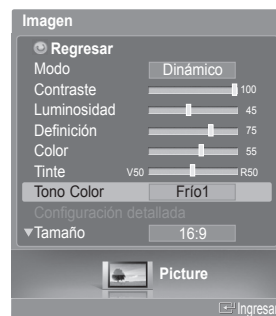 Imagen
Regresar
Modo Dinámico
Contraste 100
Luminosidad 45
Definición 75
Color 55
Tinte V50 R50
Tono Color Frío1
Configuración detallada
▼Tamaño 16:9
Picture
Ingresar